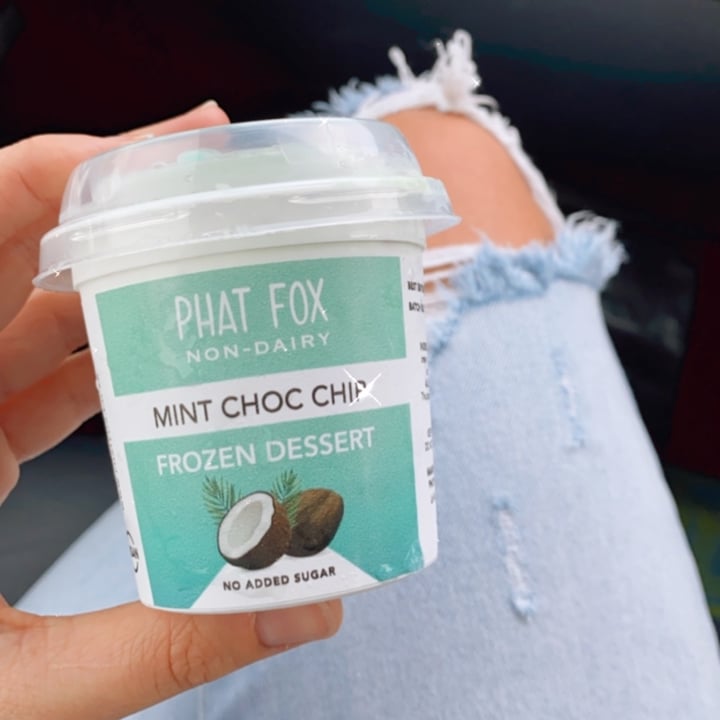 PHAT FOX
NON-DAIRY
MINT CHOC CHIP
FROZEN DESSERT
NO ADDED SUGAR